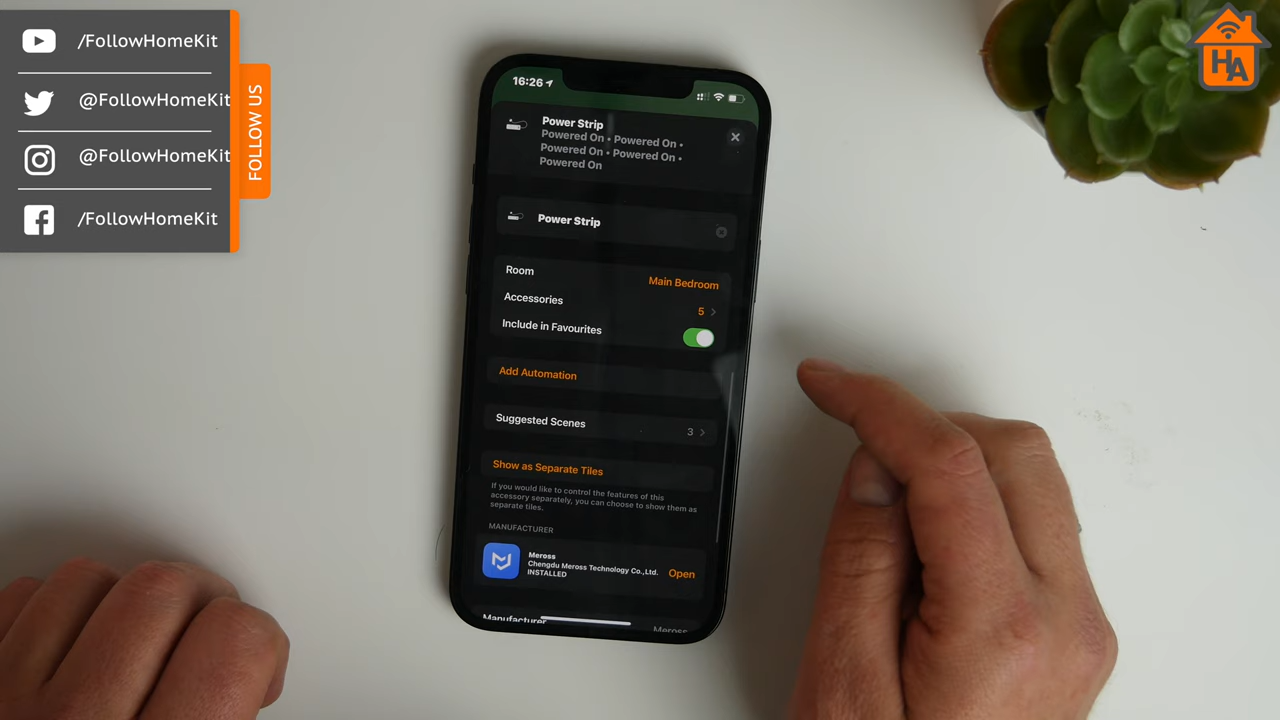 /FollowHomeKit
@FollowHomeKit
@FollowHomeKit
/FollowHomeKit
FOLLOW US
HA
16:26
Power Strip
Powered On • Powered On •
Powered On • Powered On •
Powered On
Power Strip
Room Main Bedroom
Accessories 5
Include in Favourites
Add Automation
Suggested Scenes 3
Show as Separate Tiles
If you would like to control the features of this
accessory separately, you can choose to show them as
separate tiles.
MANUFACTURER
Meross
Chengdu Meross Technology Co.,Ltd.
INSTALLED
Open
Manufacturer Meross